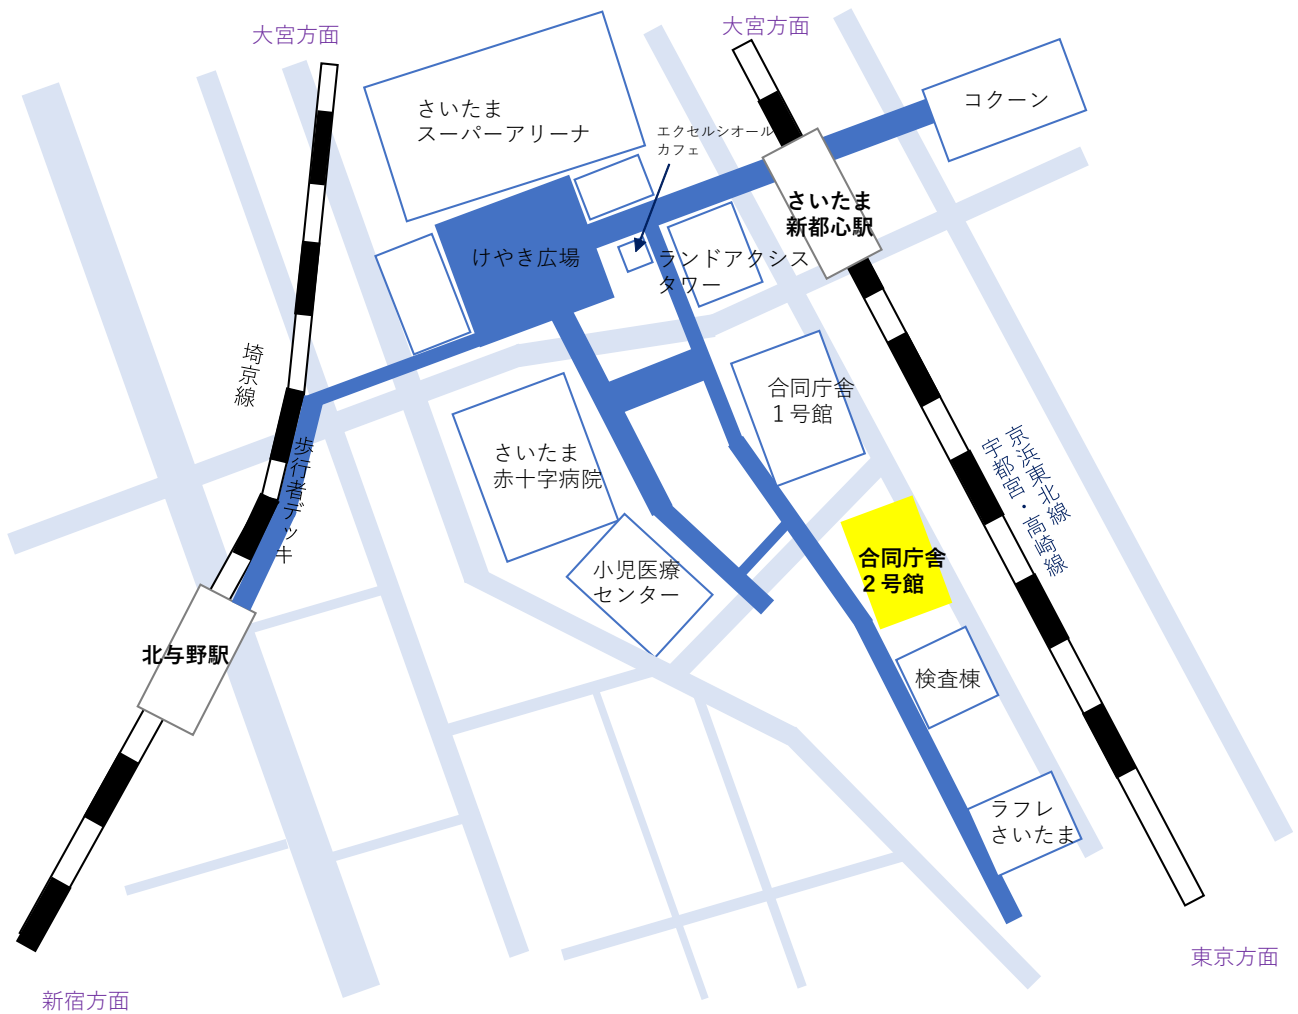 大宮方面
大宮方面
さいたま
スーパーアリーナ
エクセルシオール
カフェ
コクーン
さいたま
新都心駅
けやき広場
ランドアクシス
タワー
埼京線
歩行者デッキ
合同庁舎
１号館
さいたま
赤十字病院
京浜東北線
宇都宮・高崎線
合同庁舎
２号館
小児医療
センター
北与野駅
検査棟
ラフレ
さいたま
東京方面
新宿方面